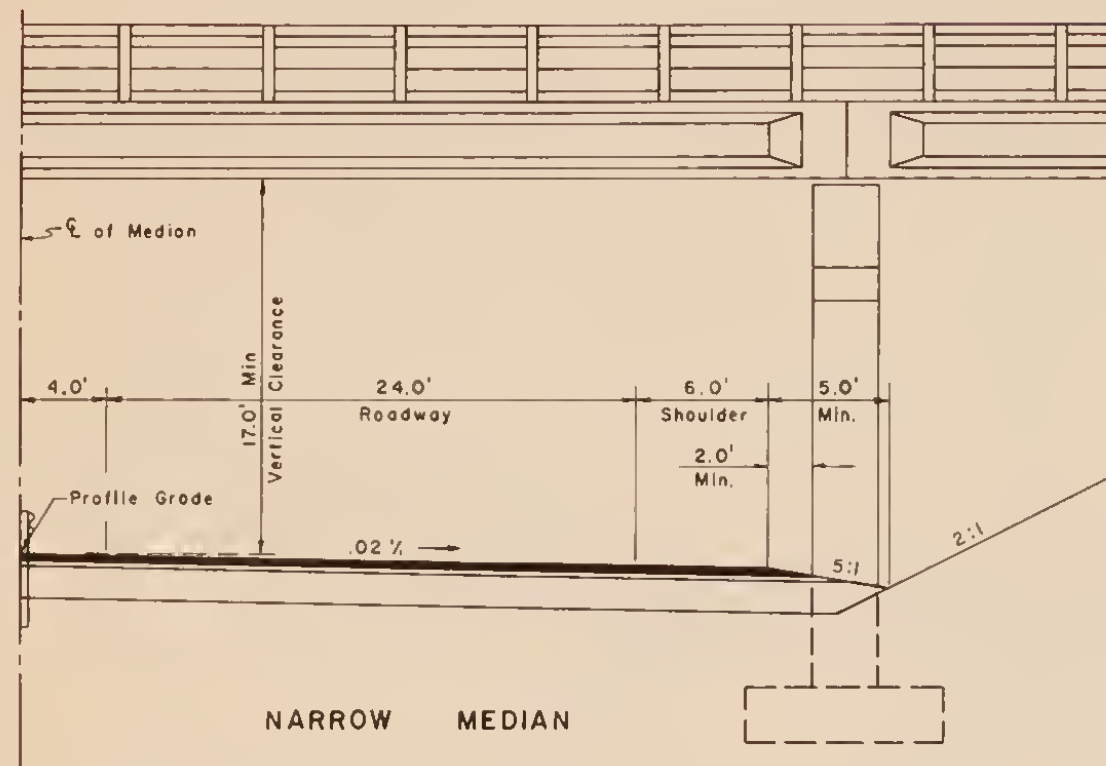 ℄ of Median
17.0' Min
Vertical Clearance
4.0'
24.0'
Roadway
6.0'
Shoulder
5.0'
Min.
2.0'
Min.
Profile Grade
.02 '/'
2:1
5:1
NARROW MEDIAN